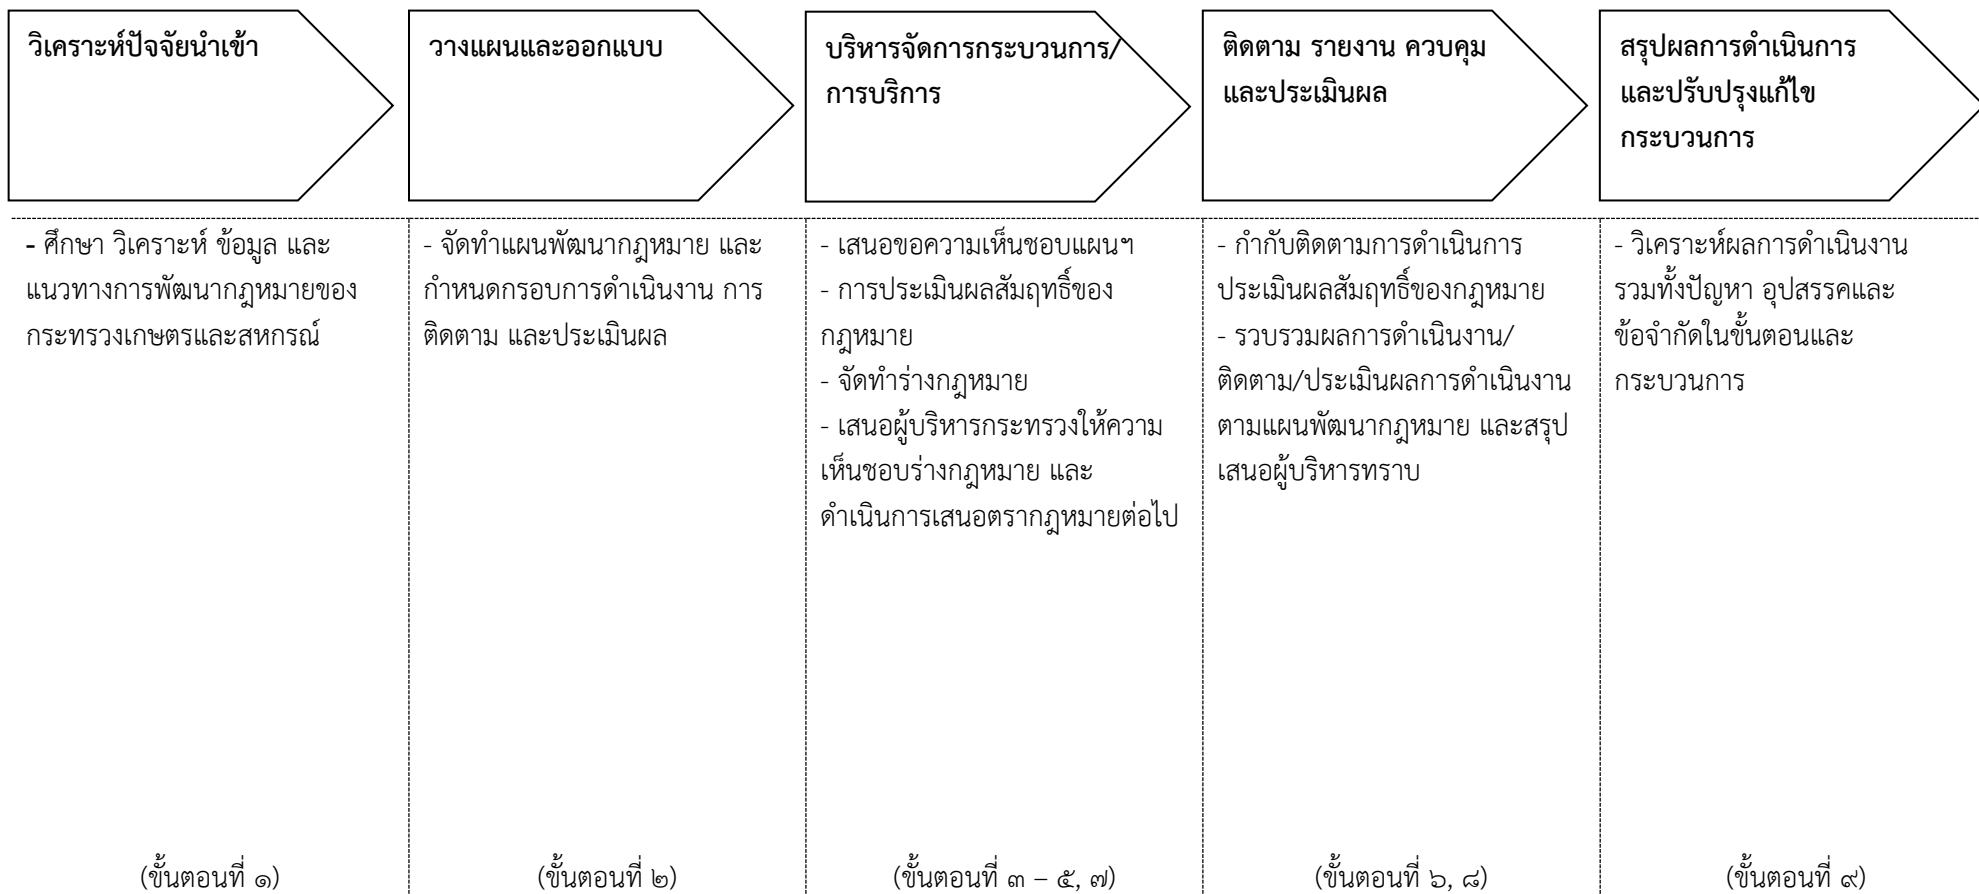 วิเคราะห์ปัจจัยนำเข้า
วางแผนและออกแบบ
บริหารจัดการกระบวนการ/
การบริการ
ติดตาม รายงาน ควบคุม
และประเมินผล
สรุปผลการดำเนินการ
และปรับปรุงแก้ไข
กระบวนการ
- ศึกษา วิเคราะห์ ข้อมูล และ
แนวทางการพัฒนากฎหมายของ
กระทรวงเกษตรและสหกรณ์
(ขั้นตอนที่ ๑)
- จัดทำแผนพัฒนากฎหมาย และ
กำหนดกรอบการดำเนินงาน การ
ติดตาม และประเมินผล
(ขั้นตอนที่ ๒)
- เสนอขอความเห็นชอบแผนฯ
- การประเมินผลสัมฤทธิ์ของ
กฎหมาย
- จัดทำร่างกฎหมาย
- เสนอผู้บริหารกระทรวงให้ความ
เห็นชอบร่างกฎหมาย และ
ดำเนินการเสนอตรากฎหมายต่อไป
(ขั้นตอนที่ ๓ – ๕, ๗)
- กำกับติดตามการดำเนินการ
ประเมินผลสัมฤทธิ์ของกฎหมาย
- รวบรวมผลการดำเนินงาน/
ติดตาม/ประเมินผลการดำเนินงาน
ตามแผนพัฒนากฎหมาย และสรุป
เสนอผู้บริหารทราบ
(ขั้นตอนที่ ๖, ๘)
- วิเคราะห์ผลการดำเนินงาน
รวมทั้งปัญหา อุปสรรคและ
ข้อจำกัดในขั้นตอนและ
กระบวนการ
(ขั้นตอนที่ ๙)